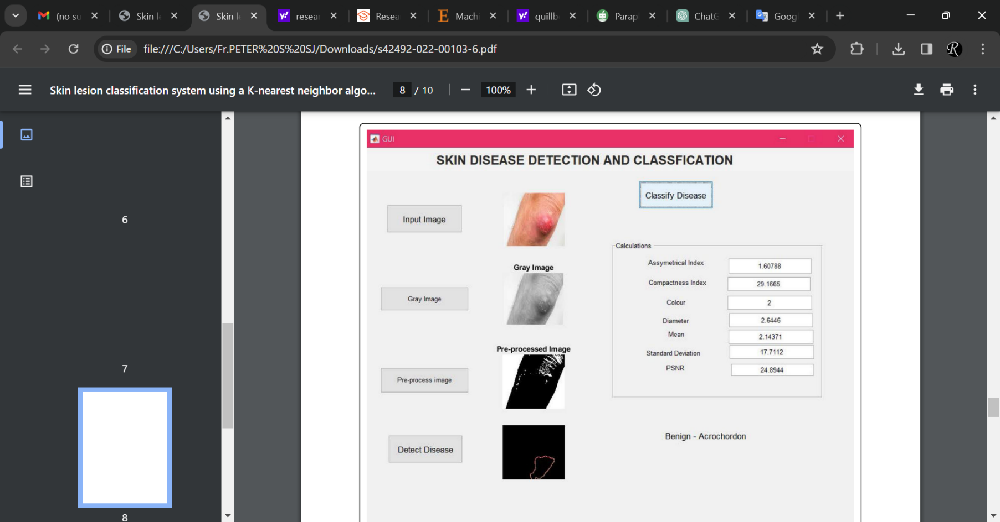 (no su
Skin l
Skin l
resear
Resea
Machi
quillb
Parap
ChatG
Googl
File
file:///C:/Users/Fr.PETER%20S%20SJ/Downloads/s42492-022-00103-6.pdf
Skin lesion classification system using a K-nearest neighbor algo...
8 / 10
100%
6
7
8
GUI
SKIN DISEASE DETECTION AND CLASSFICATION
Classify Disease
Input Image
Calculations
Assymetrical Index 1.60788
Gray Image
Compactness Index 29.1665
Gray Image
Colour 2
Diameter 2.6446
Mean 2.14371
Pre-processed Image
Standard Deviation 17.7112
PSNR 24.8944
Pre-process image
Benign - Acrochordon
Detect Disease